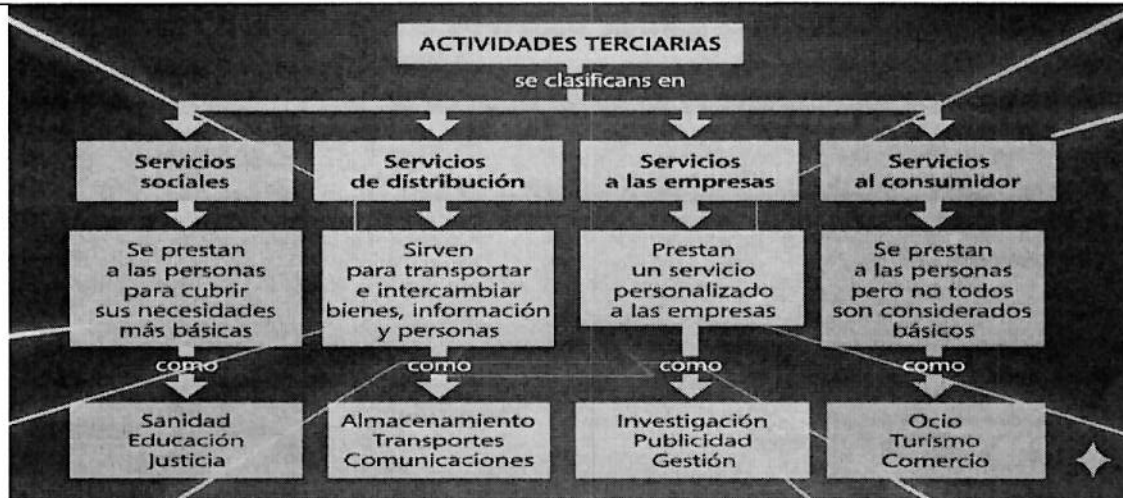 ACTIVIDADES TERCIARIAS
se clasificans en
Servicios
sociales
Servicios
de distribución
Servicios
a las empresas
Servicios
al consumidor
Se prestan
a las personas
para cubrir
sus necesidades
más básicas
Sirven
para transportar
e intercambiar
bienes, información
y personas
Prestan
un servicio
personalizado
a las empresas
Se prestan
a las personas
pero no todos
son considerados
básicos
como
como
como
como
Sanidad
Educación
Justicia
Almacenamiento
Transportes
Comunicaciones
Investigación
Publicidad
Gestión
Ocio
Turísmo
Comercio